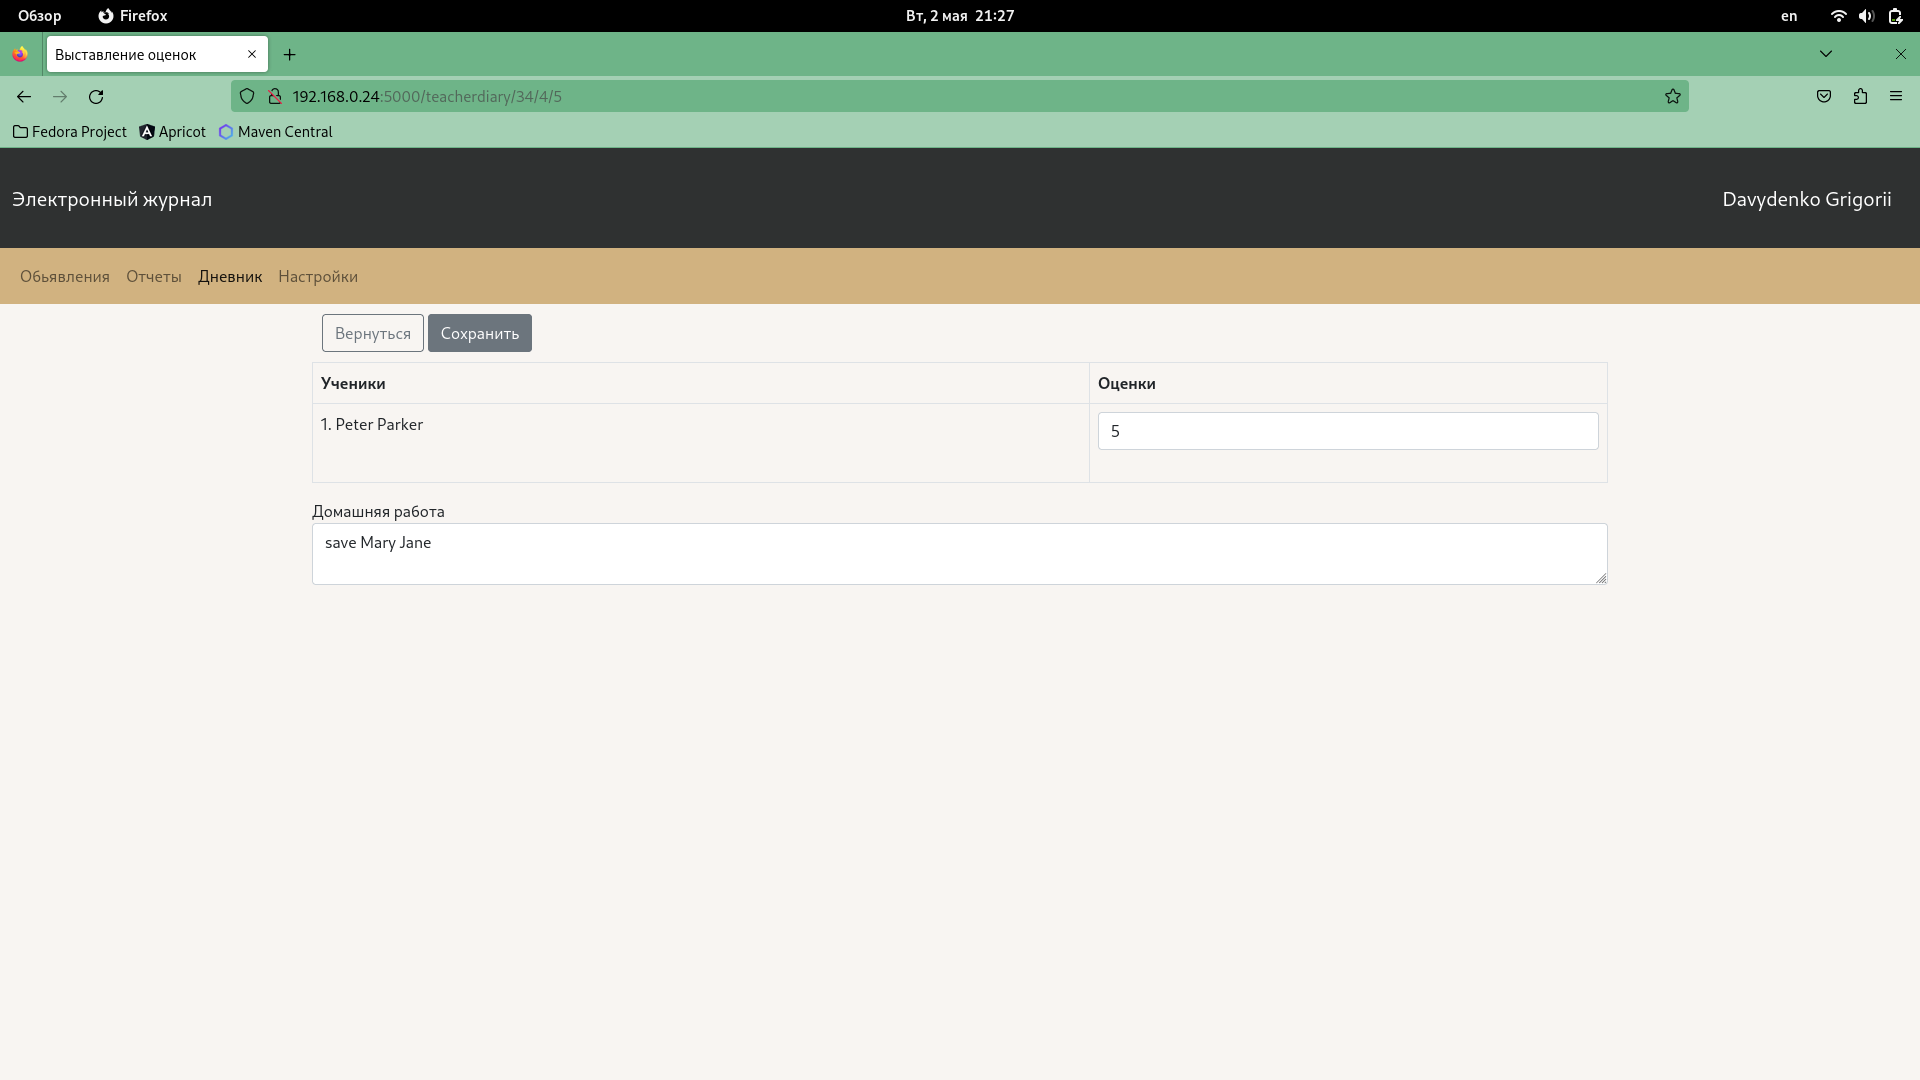 Обзор Firefox Вт, 2 мая 21:27 en
Выставление оценок
192.168.0.24:5000/teacherdiary/34/4/5
Fedora Project Apricot Maven Central
Электронный журнал Davydenko Grigorii
Обьявления Отчеты Дневник Настройки
Вернуться Сохранить
Ученики Оценки
1. Peter Parker 5
Домашняя работа
save Mary Jane